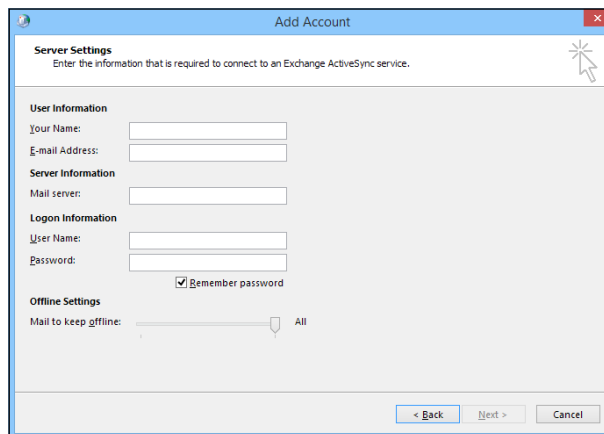 Add Account
Server Settings
Enter the information that is required to connect to an Exchange ActiveSync service.
User Information
Your Name:
E-mail Address:
Server Information
Mail server:
Logon Information
User Name:
Password:
Remember password
Offline Settings
Mail to keep offline: All
< Back Next > Cancel